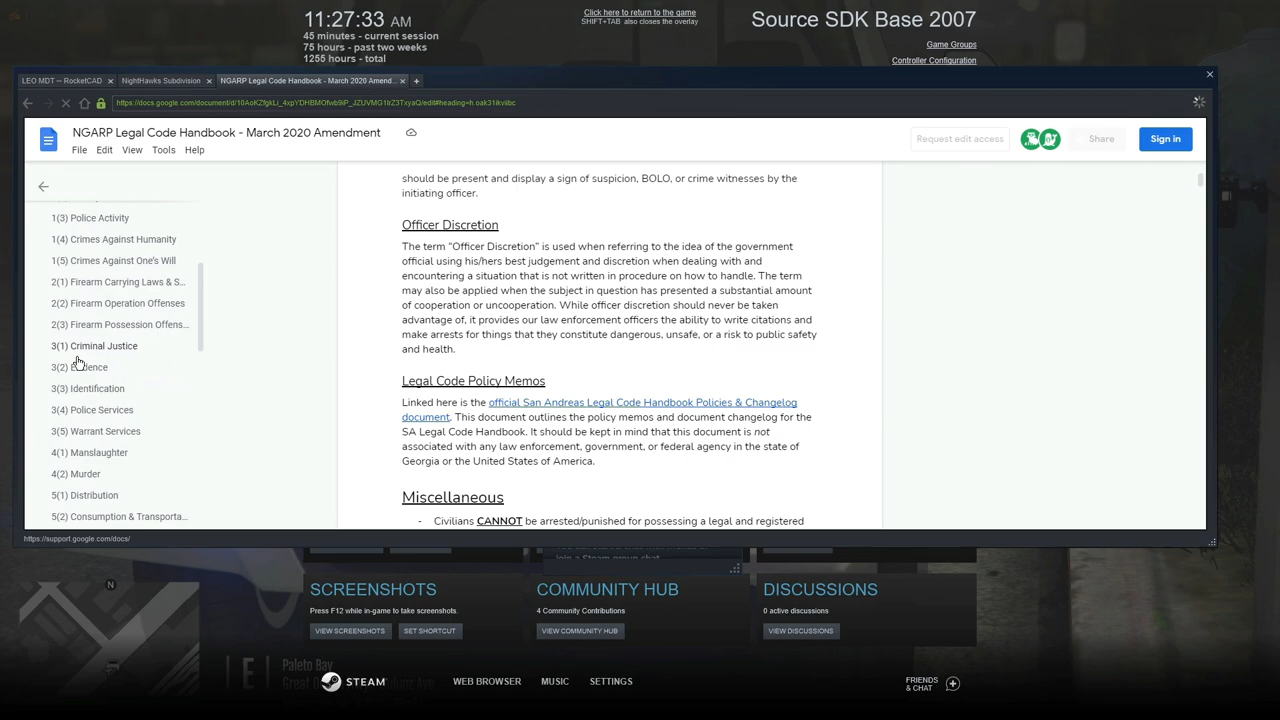 11:27:33 AM
45 minutes - current session
75 hours - past two weeks
1255 hours - total
Click here to return to the game
SHIFT+TAB also closes the overlay
Source SDK Base 2007
Game Groups
Controller Configuration
LEO MDT -- RocketCAD
NightHawks Subdivision
NGARP Legal Code Handbook - March 2020 Amend...
NGARP Legal Code Handbook - March 2020 Amendment
File Edit View Tools Help
Request edit access
Share
Sign in
1(3) Police Activity
1(4) Crimes Against Humanity
1(5) Crimes Against One's Will
2(1) Firearm Carrying Laws & S...
2(2) Firearm Operation Offenses
2(3) Firearm Possession Offens...
3(1) Criminal Justice
3(2) Evidence
3(3) Identification
3(4) Police Services
3(5) Warrant Services
4(1) Manslaughter
4(2) Murder
5(1) Distribution
5(2) Consumption & Transporta...
should be present and display a sign of suspicion, BOLO, or crime witnesses by the
initiating officer.
Officer Discretion
The term “Officer Discretion” is used when referring to the idea of the government
official using his/hers best judgement and discretion when dealing with and
encountering a situation that is not written in procedure on how to handle. The term
may also be applied when the subject in question has presented a substantial amount
of cooperation or uncooperation. While officer discretion should never be taken
advantage of, it provides our law enforcement officers the ability to write citations and
make arrests for things that they constitute dangerous, unsafe, or a risk to public safety
and health.
Legal Code Policy Memos
Linked here is the official San Andreas Legal Code Handbook Policies & Changelog
document. This document outlines the policy memos and document changelog for the
SA Legal Code Handbook. It should be kept in mind that this document is not
associated with any law enforcement, government, or federal agency in the state of
Georgia or the United States of America.
Miscellaneous
- Civilians CANNOT be arrested/punished for possessing a legal and registered
https://support.google.com/docs/
join a Steam group chat.
SCREENSHOTS
Press F12 while in-game to take screenshots.
VIEW SCREENSHOTS
SET SHORTCUT
COMMUNITY HUB
4 Community Contributions
VIEW COMMUNITY HUB
DISCUSSIONS
0 active discussions
VIEW DISCUSSIONS
N
E
Paleto Bay
STEAM
WEB BROWSER
MUSIC
SETTINGS
FRIENDS
& CHAT